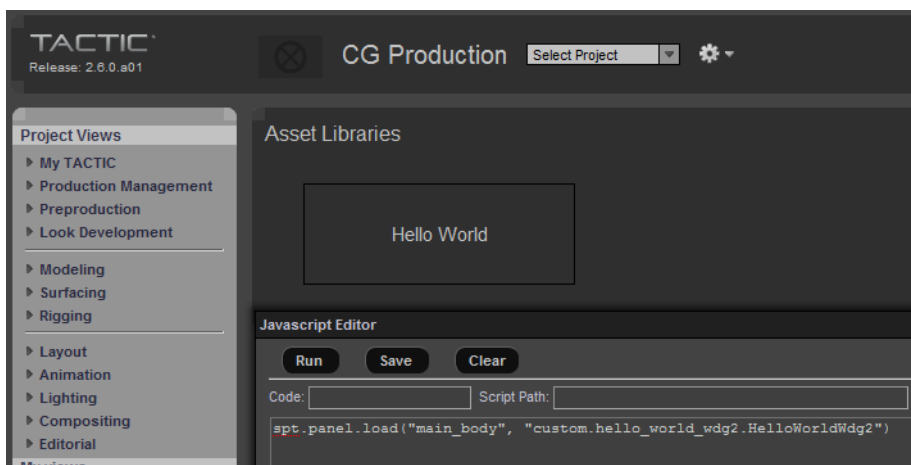 TACTIC
Release: 2.6.0.a01
CG Production
Select Project
Project Views
My TACTIC
Production Management
Preproduction
Look Development
Modeling
Surfacing
Rigging
Layout
Animation
Lighting
Compositing
Editorial
My views
Asset Libraries
Hello World
Javascript Editor
Run Save Clear
Code: Script Path:
spt.panel.load("main_body", "custom.hello_world_wdg2.HelloWorldWdg2")